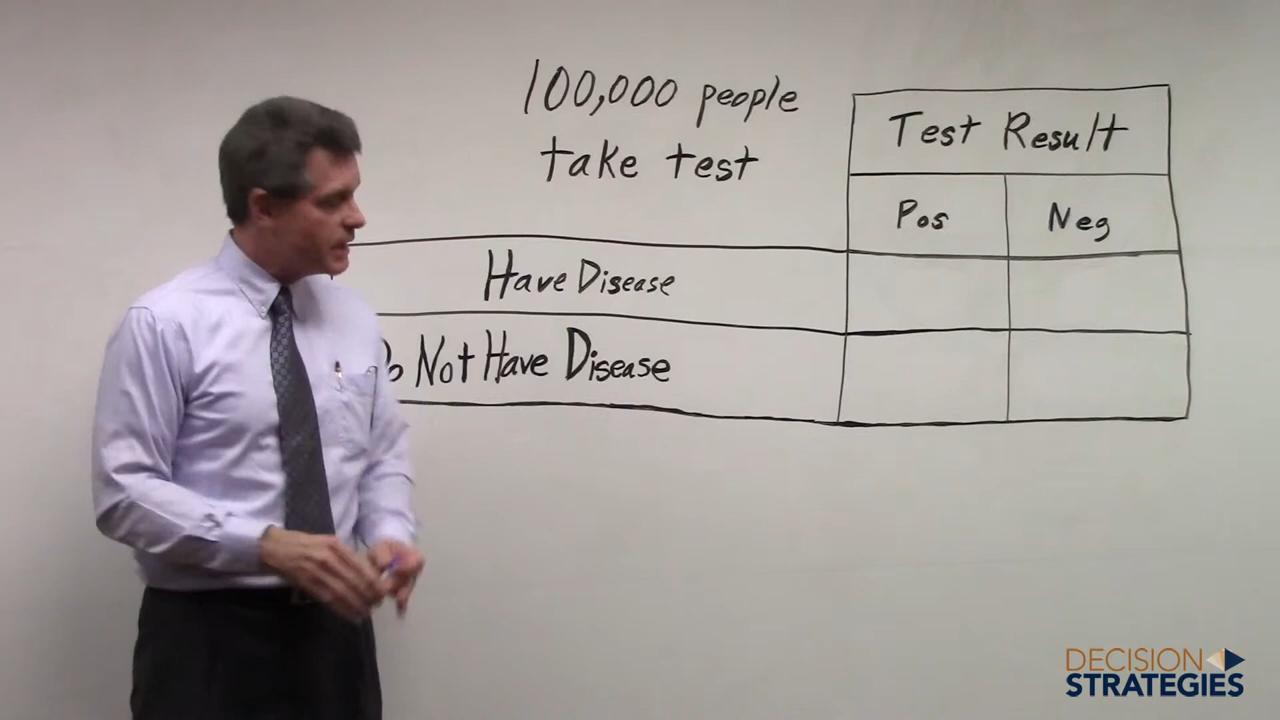 100,000 people
take test
Test Result
Pos Neg
Have Disease
Not Have Disease
DECISION
STRATEGIES